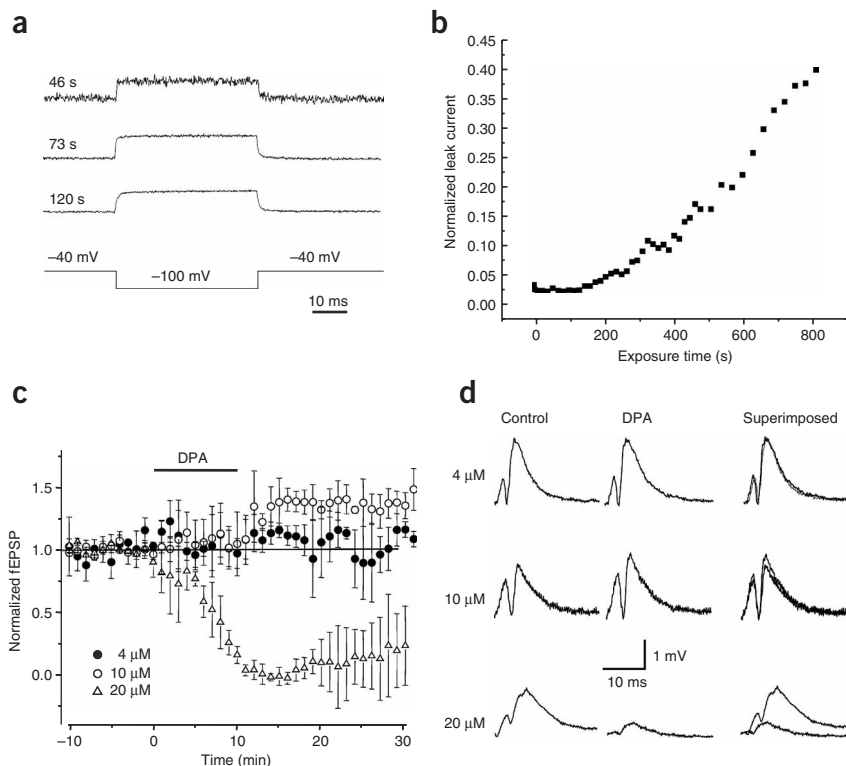 a
46 s
73 s
120 s
–40 mV
–100 mV
–40 mV
10 ms
b
Normalized leak current
0.45
0.40
0.35
0.30
0.25
0.20
0.15
0.10
0.05
0.00
0 200 400 600 800
Exposure time (s)
c
DPA
Normalized fEPSP
1.5
1.0
0.5
0.0
4 µM
10 µM
20 µM
–10 0 10 20 30
Time (min)
d
Control DPA Superimposed
4 µM
10 µM
1 mV
10 ms
20 µM